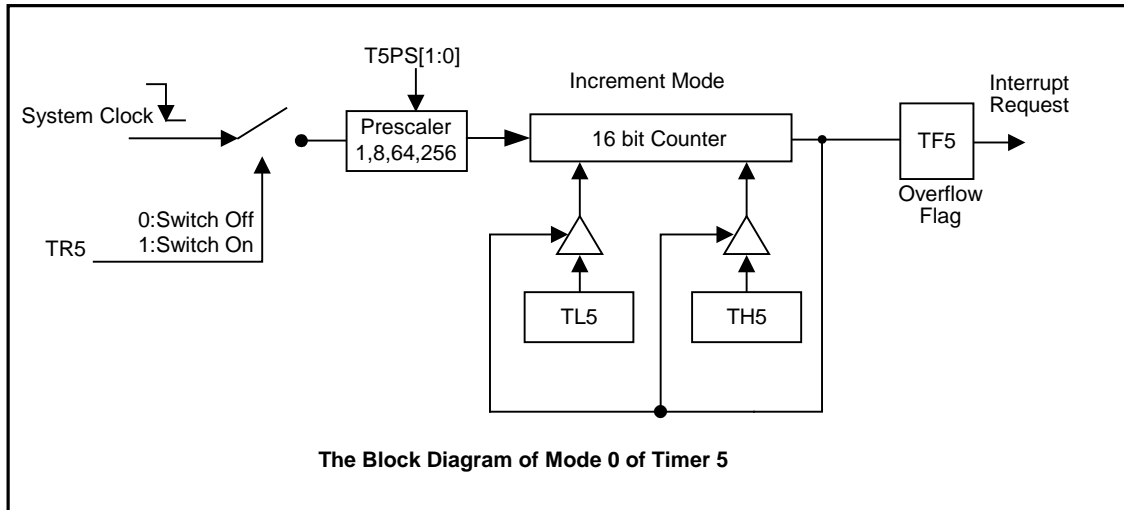 T5PS[1:0]
Increment Mode
Interrupt
Request
System Clock
Prescaler
1,8,64,256
16 bit Counter
TF5
Overflow
Flag
0:Switch Off
1:Switch On
TR5
TL5
TH5
The Block Diagram of Mode 0 of Timer 5